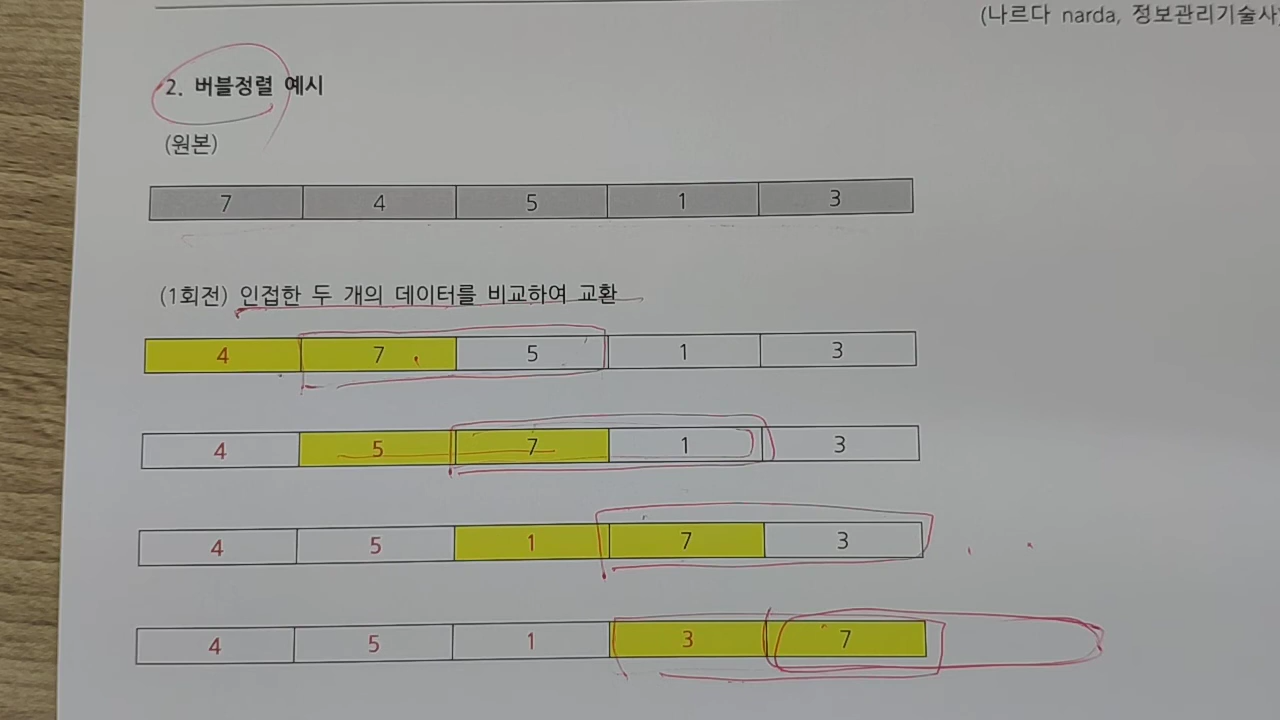 (나르다 narda, 정보관리기술사
2. 버블정렬 예시
(원본)
7 4 5 1 3
(1회전) 인접한 두 개의 데이터를 비교하여 교환
4 7 5 1 3
4 5 7 1 3
4 5 1 7 3
4 5 1 3 7